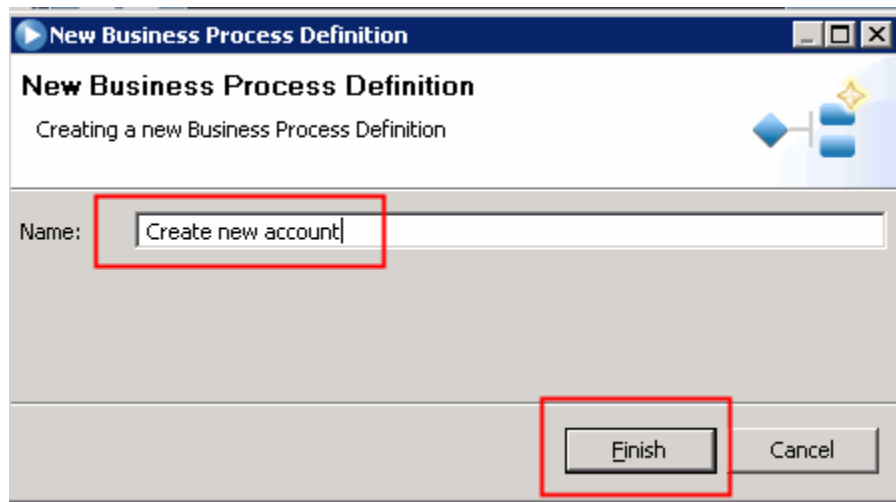 New Business Process Definition
New Business Process Definition
Creating a new Business Process Definition
Name: Create new account
Finish Cancel